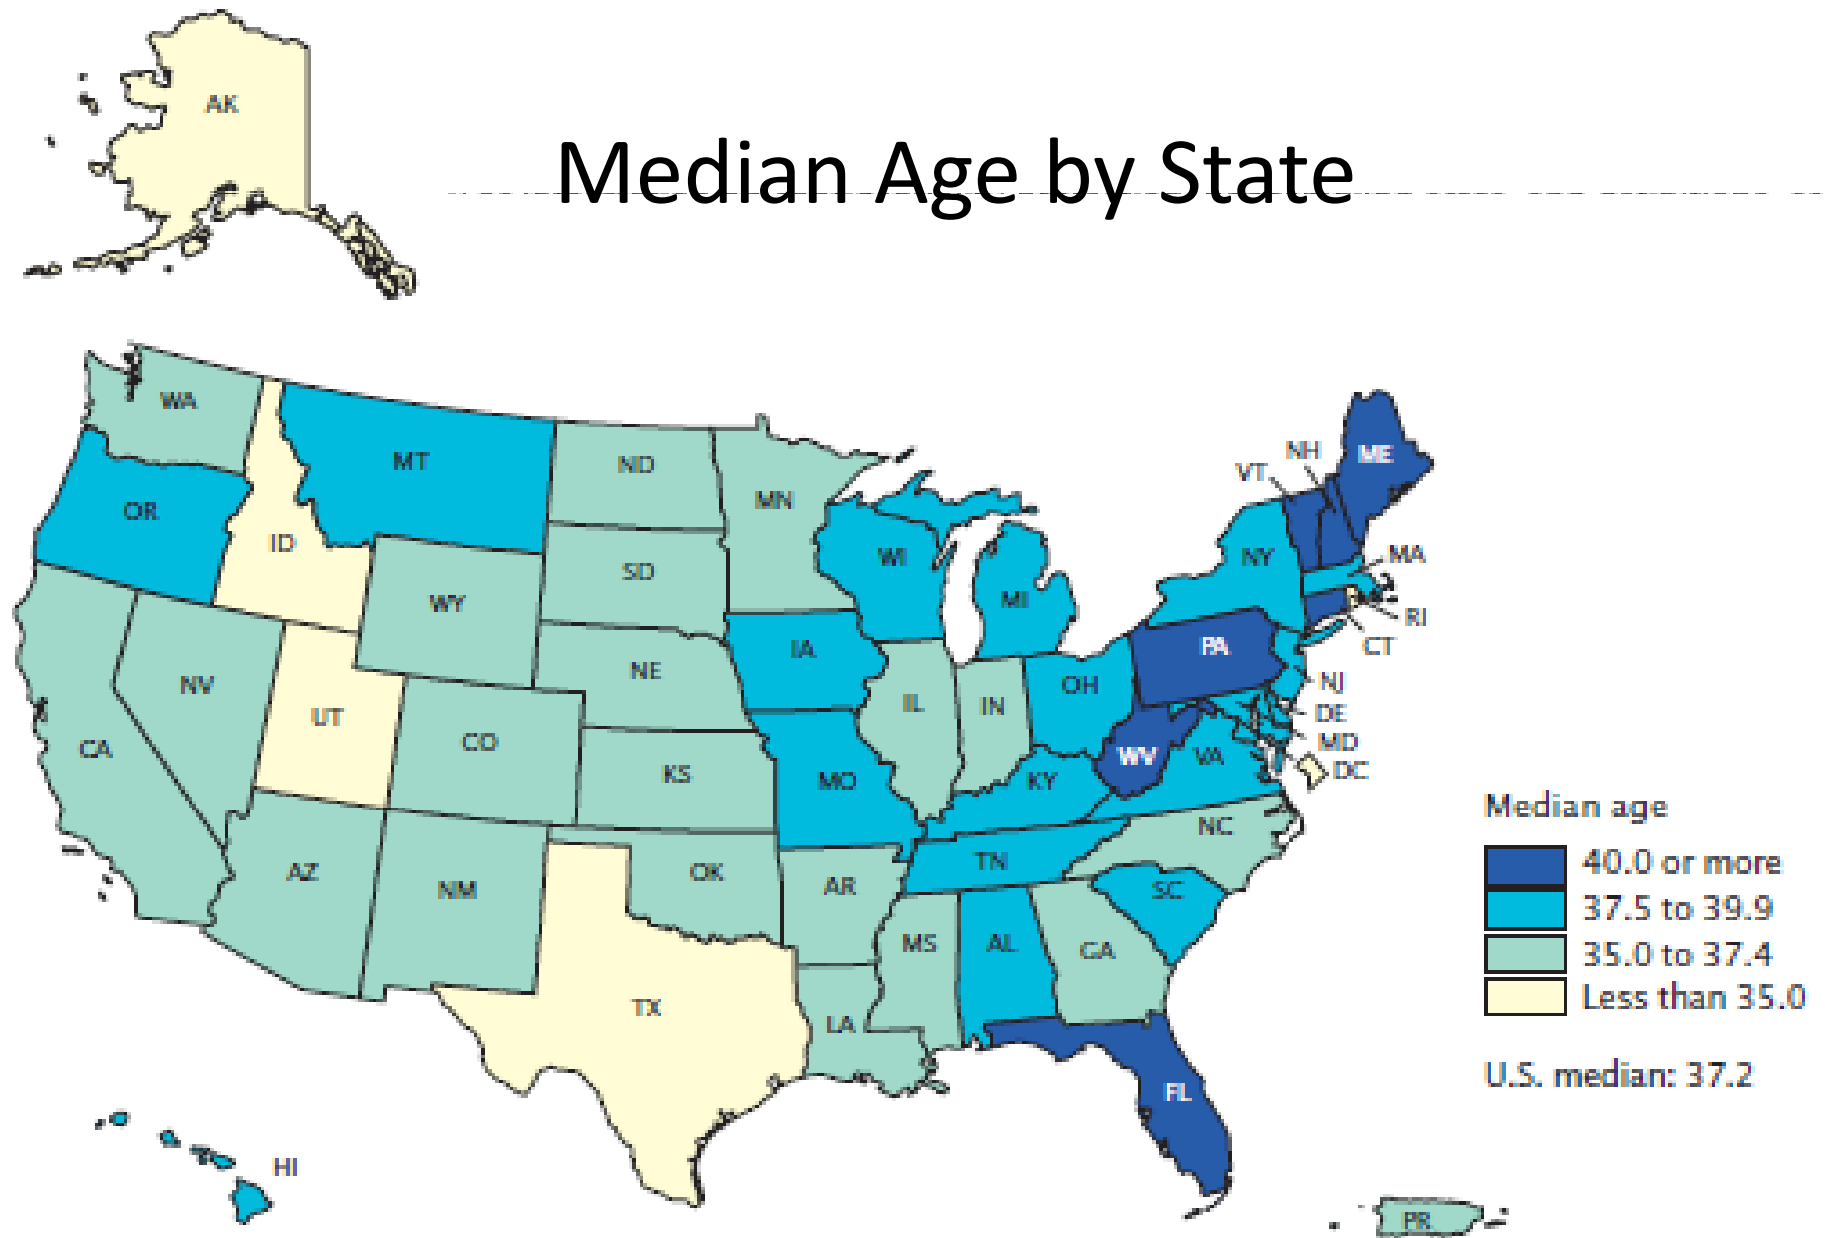 AK
Median Age by State
WA
MT
ND
MN
OR
ID
SD
WY
WI
MI
NY
VT
NH
ME
MA
RI
CT
NJ
DE
MD
DC
PA
IA
NE
NV
UT
CA
CO
KS
IL
IN
OH
WV
VA
MO
KY
NC
TN
SC
AZ
NM
OK
AR
MS
AL
GA
TX
LA
FL
HI
PR
Median age
40.0 or more
37.5 to 39.9
35.0 to 37.4
Less than 35.0
U.S. median: 37.2